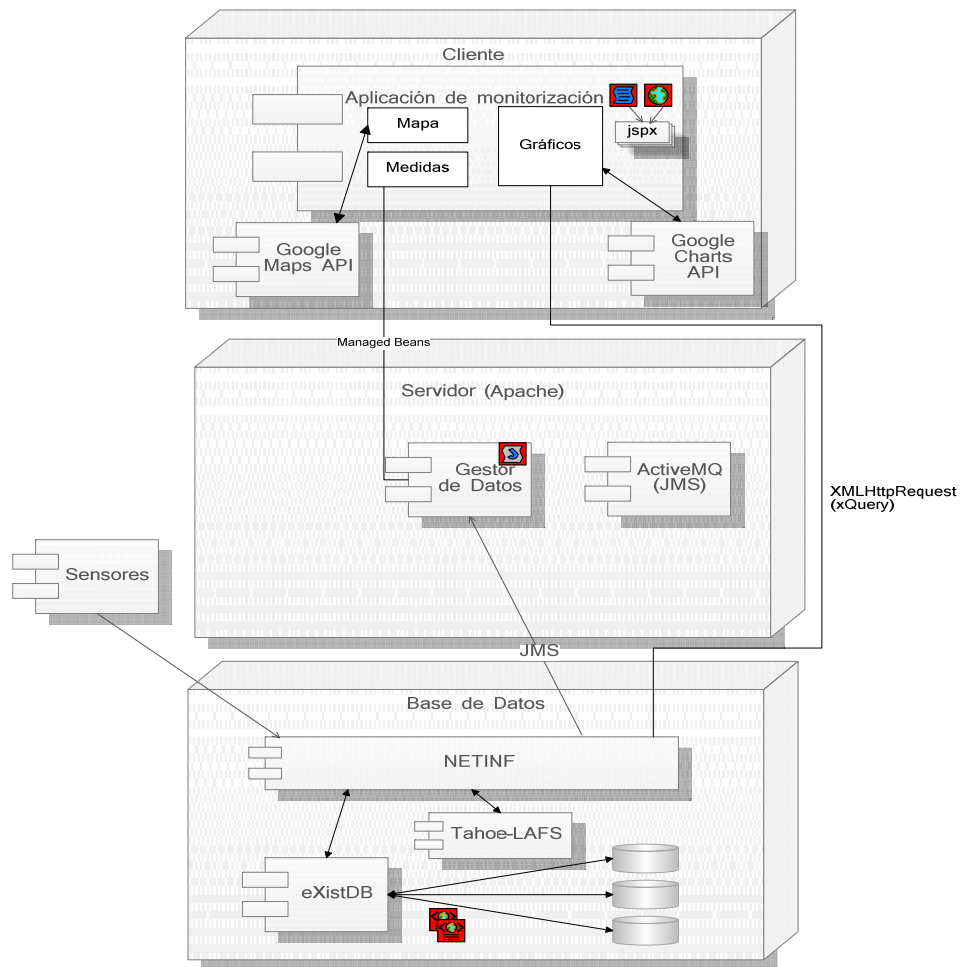 Cliente
Aplicación de monitorización
Mapa
Gráficos
jspx
Medidas
Google
Maps API
Google
Charts
API
Managed Beans
Servidor (Apache)
Gestor
de Datos
ActiveMQ
(JMS)
XMLHttpRequest
(xQuery)
Sensores
JMS
Base de Datos
NETINF
Tahoe-LAFS
eXistDB